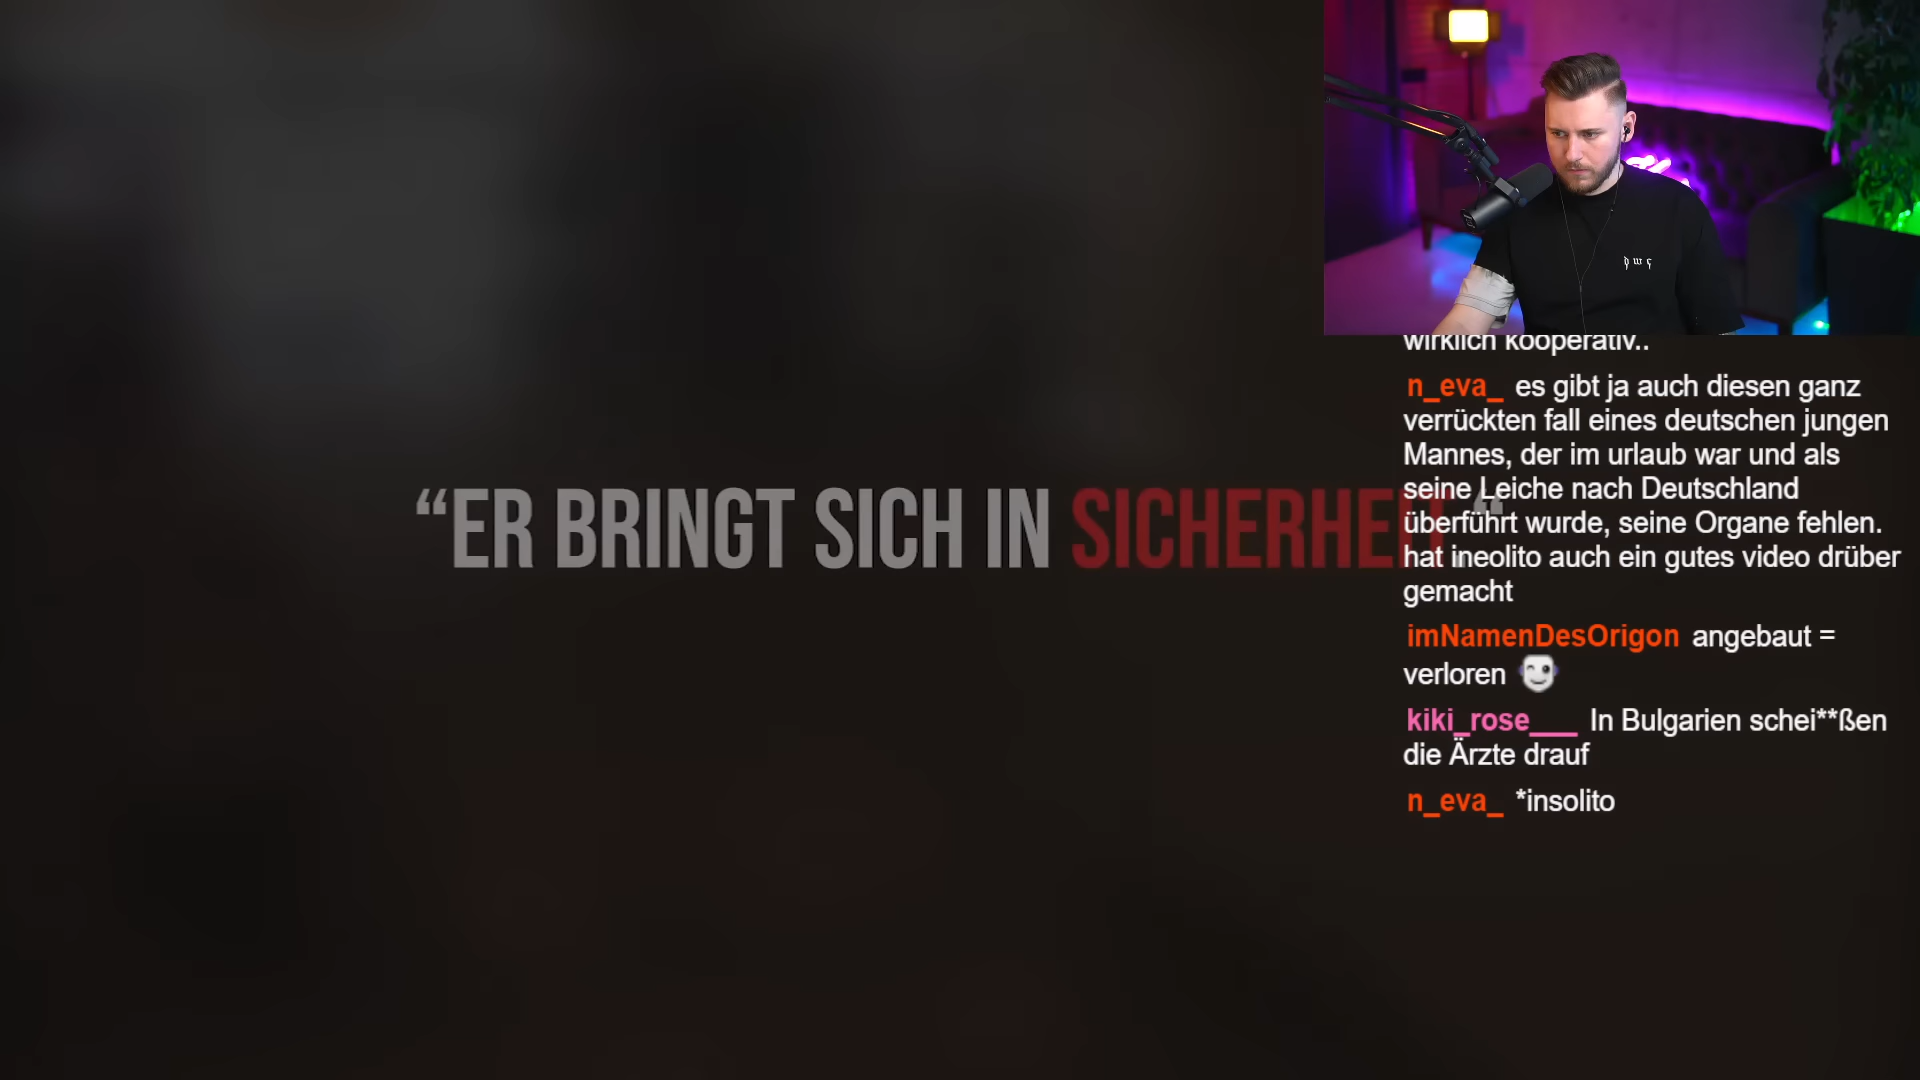 “ER BRINGT SICH IN SICHERHEIT.“
wirklich kooperativ..
n_eva_ es gibt ja auch diesen ganz
verrückten fall eines deutschen jungen
Mannes, der im urlaub war und als
seine Leiche nach Deutschland
überführt wurde, seine Organe fehlen.
hat ineolito auch ein gutes video drüber
gemacht
imNamenDesOrigon angebaut =
verloren
kiki_rose___ In Bulgarien schei**ßen
die Ärzte drauf
n_eva_ *insolito